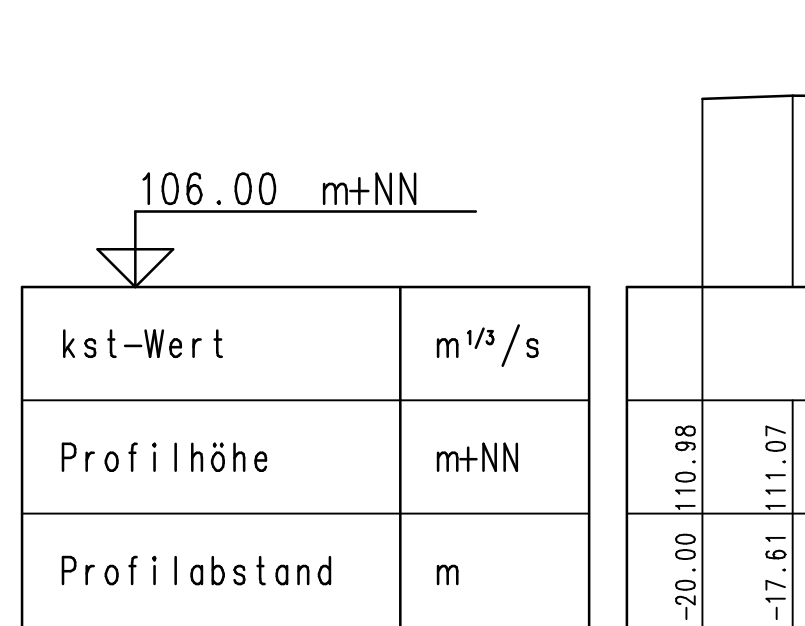 106.00 m+NN
kst-Wert m¹/³/s
Profilhöhe m+NN 110.98 111.07
Profilabstand m -20.00 -17.61